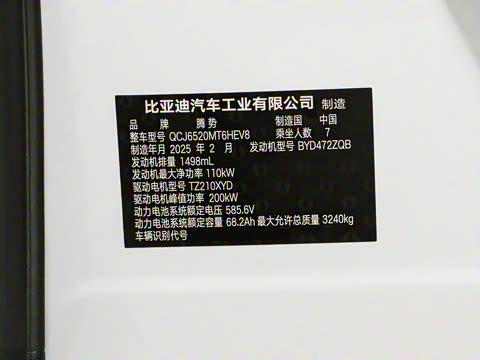 比亚迪汽车工业有限公司 制造
品牌 腾势 制造国 中国
整车型号 QCJ6520MT6HEV8 乘坐人数 7
制造年月 2025 年 2 月 发动机型号 BYD472ZQB
发动机排量 1498mL
发动机最大净功率 110kW
驱动电机型号 TZ210XYD
驱动电机峰值功率 200kW
动力电池系统额定电压 585.6V
动力电池系统额定容量 68.2Ah 最大允许总质量 3240kg
车辆识别代号